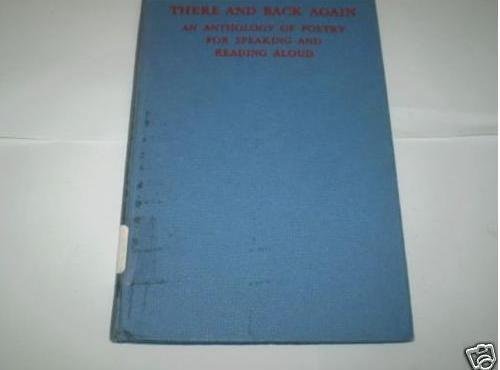 THERE AND BACK AGAIN
AN ANTHOLOGY OF POETRY
FOR SPEAKING AND
READING ALOUD